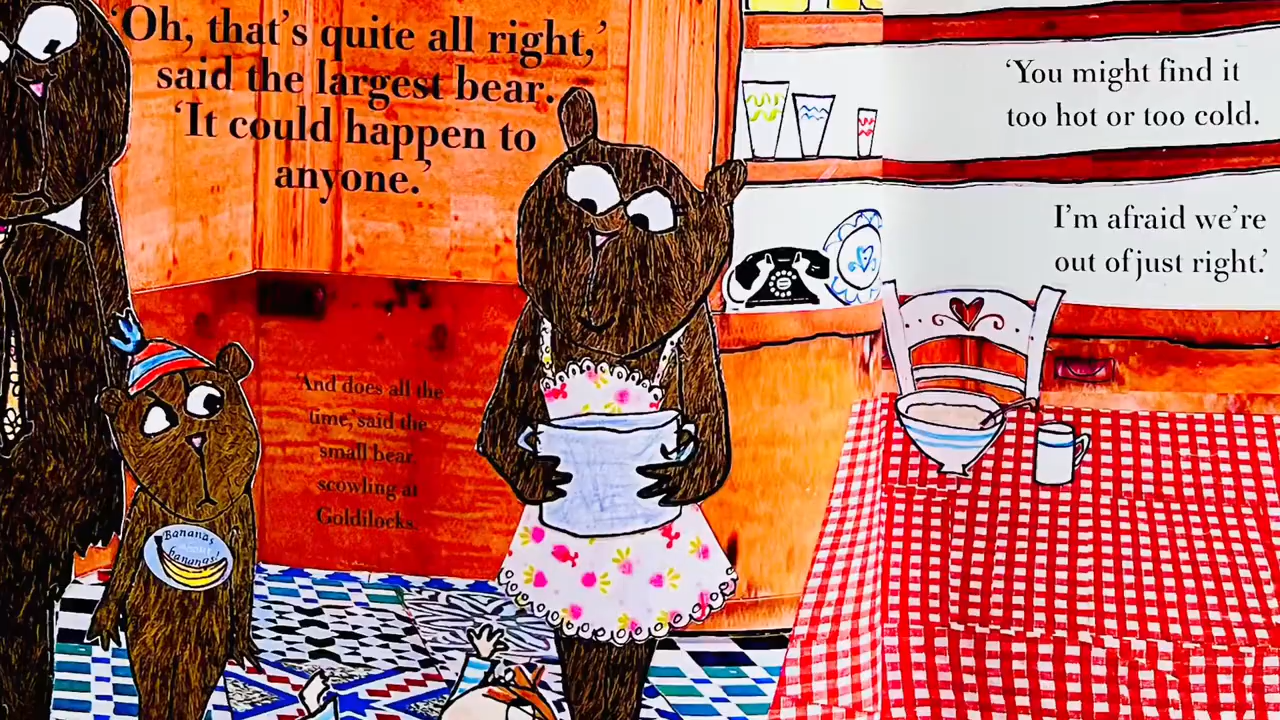 ‘Oh, that’s quite all right,’
said the largest bear.
‘It could happen to
anyone.’
‘And does all the
time,’ said the
small bear,
scowling at
Goldilocks.
Bananas
bananas!
‘You might find it
too hot or too cold.
I’m afraid we’re
out of just right.’